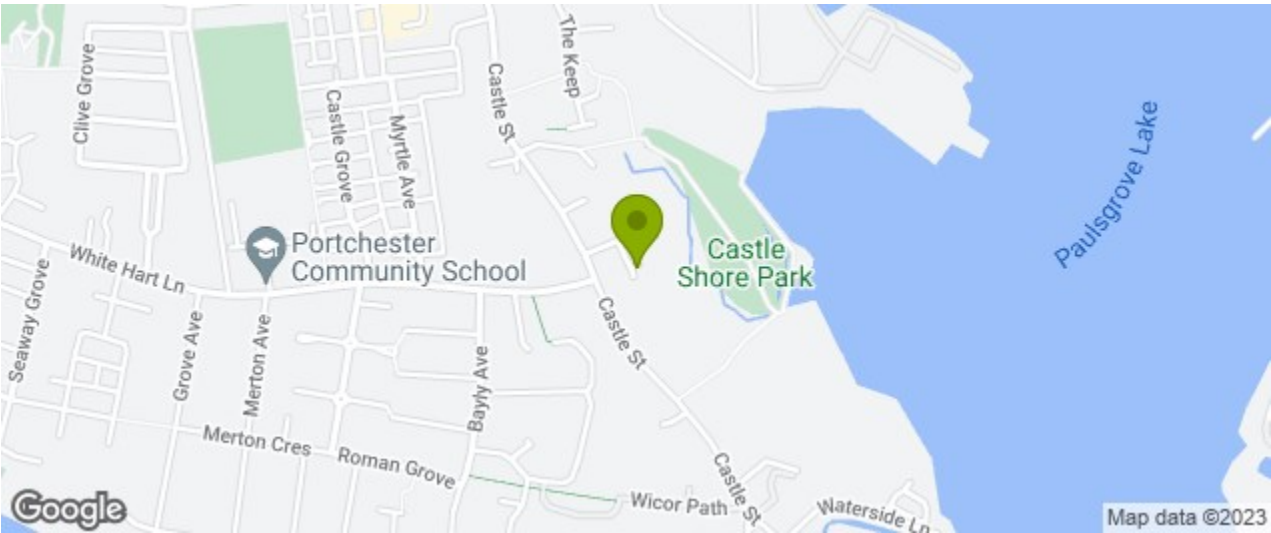 Clive Grove
Castle Grove
Myrtle Ave
Castle St
The Keep
Paulsgrove Lake
Portchester
Community School
Castle
Shore Park
White Hart Ln
Seaway Grove
Grove Ave
Merton Ave
Bayly Ave
Castle St
Merton Cres
Roman Grove
Wicor Path
Castle St
Waterside Ln
Google
Map data ©2023